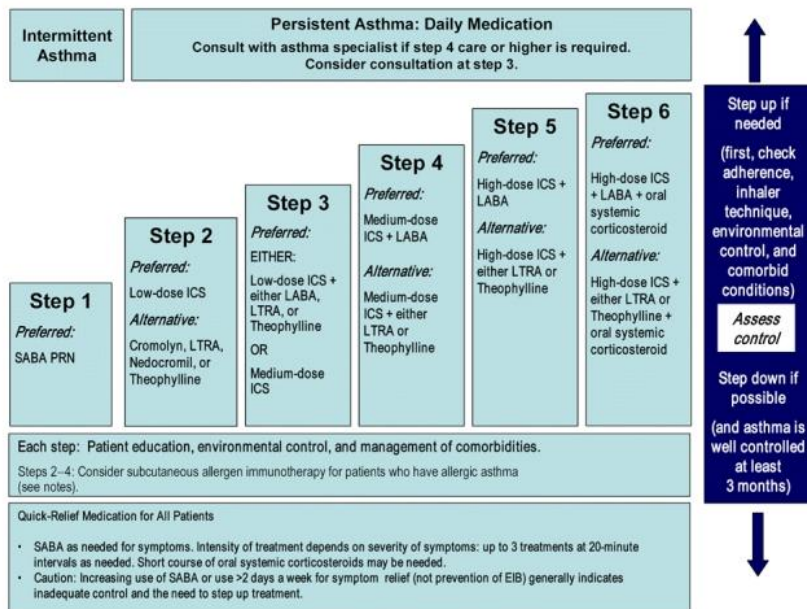 Intermittent
Asthma
Persistent Asthma: Daily Medication
Consult with asthma specialist if step 4 care or higher is required.
Consider consultation at step 3.
Step 1
Preferred:
SABA PRN
Step 2
Preferred:
Low-dose ICS
Alternative:
Cromolyn, LTRA,
Nedocromil, or
Theophylline
Step 3
Preferred:
EITHER:
Low-dose ICS +
either LABA,
LTRA, or
Theophylline
OR
Medium-dose
ICS
Step 4
Preferred:
Medium-dose
ICS + LABA
Alternative:
Medium-dose
ICS + either
LTRA or
Theophylline
Step 5
Preferred:
High-dose ICS +
LABA
Alternative:
High-dose ICS +
either LTRA or
Theophylline
Step 6
Preferred:
High-dose ICS
+ LABA + oral
systemic
corticosteroid
Alternative:
High-dose ICS +
either LTRA or
Theophylline +
oral systemic
corticosteroid
Step up if
needed
(first, check
adherence,
inhaler
technique,
environmental
control, and
comorbid
conditions)
Assess
control
Step down if
possible
(and asthma is
well controlled
at least
3 months)
Each step: Patient education, environmental control, and management of comorbidities.
Steps 2–4: Consider subcutaneous allergen immunotherapy for patients who have allergic asthma
(see notes).
Quick-Relief Medication for All Patients
• SABA as needed for symptoms. Intensity of treatment depends on severity of symptoms: up to 3 treatments at 20-minute
intervals as needed. Short course of oral systemic corticosteroids may be needed.
• Caution: Increasing use of SABA or use >2 days a week for symptom relief (not prevention of EIB) generally indicates
inadequate control and the need to step up treatment.